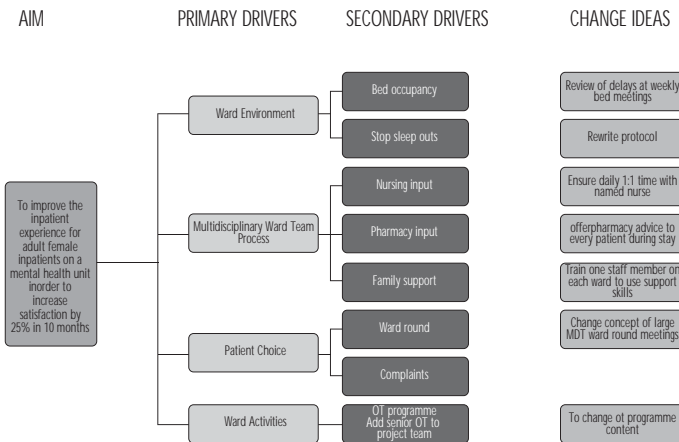 AIM
PRIMARY DRIVERS
SECONDARY DRIVERS
CHANGE IDEAS
To improve the
inpatient
experience for
adult female
inpatients on a
mental health unit
inorder to
increase
satisfaction by
25% in 10 months
Ward Environment
Multidisciplinary Ward Team
Process
Patient Choice
Ward Activities
Bed occupancy
Stop sleep outs
Nursing input
Pharmacy input
Family support
Ward round
Complaints
OT programme
Add senior OT to
project team
Review of delays at weekly
bed meetings
Rewrite protocol
Ensure daily 1:1 time with
named nurse
offerpharmacy advice to
every patient during stay
Train one staff member on
each ward to use support
skills
Change concept of large
MDT ward round meetings
To change ot programme
content